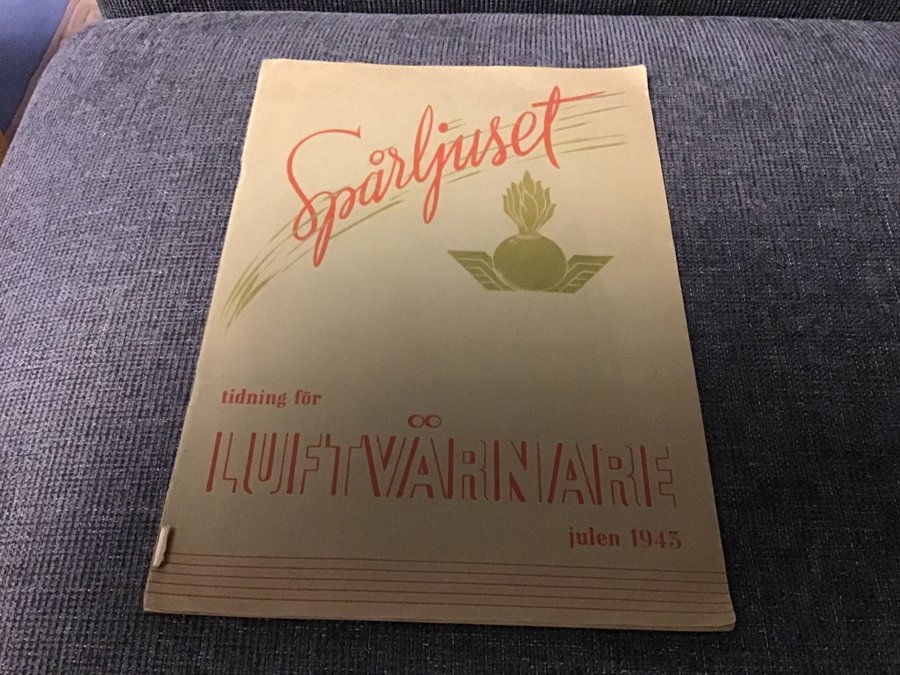 Spårljuset
tidning för
LUFTVÄRNARE
julen 1943